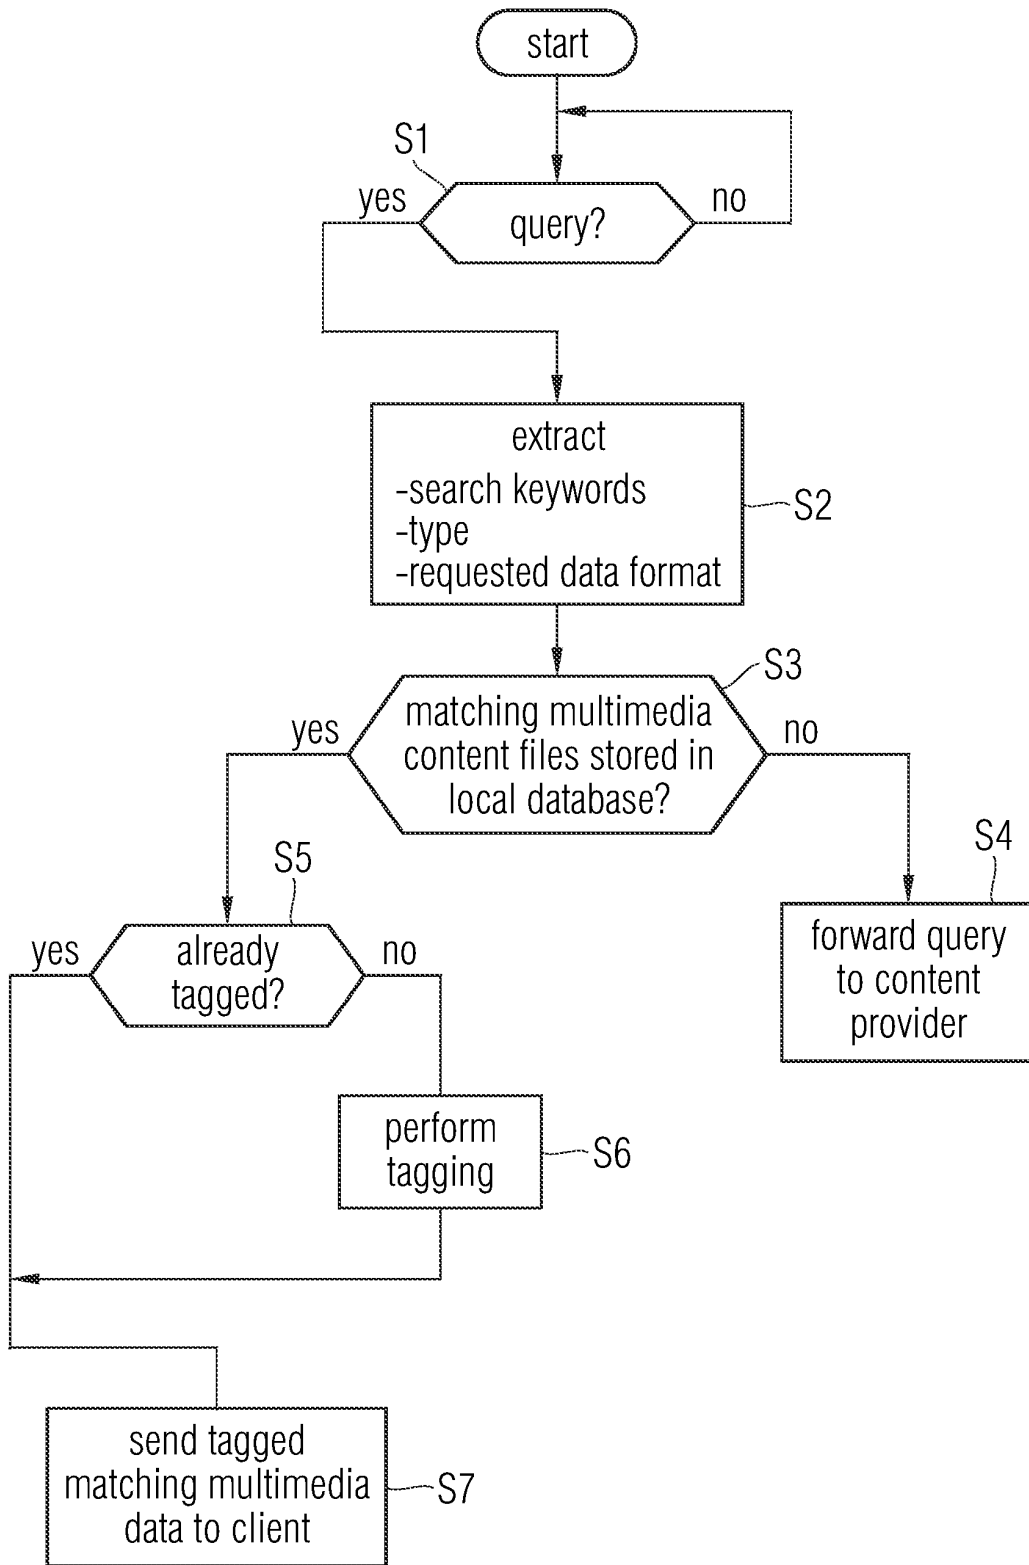 start
S1
yes
query?
no
extract
-search keywords
-type
-requested data format
S2
S3
yes
matching multimedia
content files stored in
local database?
no
S4
S5
yes
already
tagged?
no
forward query
to content
provider
perform
tagging
S6
send tagged
matching multimedia
data to client
S7